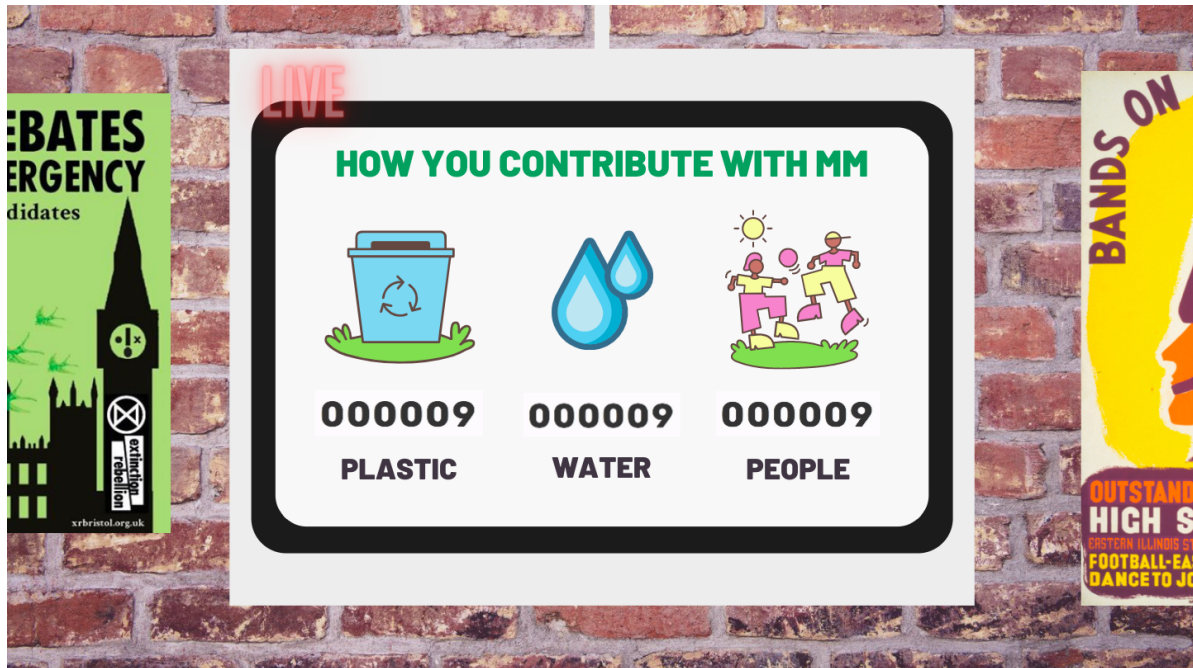 EBATES
ERGENCY
didates
extinction
rebellion
xrbristol.org.uk
LIVE
HOW YOU CONTRIBUTE WITH MM
000009
000009
000009
PLASTIC
WATER
PEOPLE
BANDS ON
OUTSTAND
HIGH S
EASTERN ILLINOIS ST
FOOTBALL-EA
DANCE TO JO